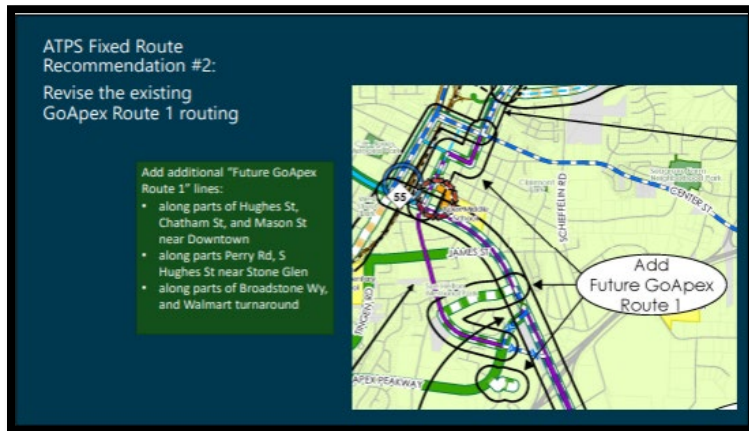 ATPS Fixed Route
Recommendation #2:
Revise the existing
GoApex Route 1 routing
Add additional "Future GoApex
Route 1" lines:
• along parts of Hughes St,
Chatham St, and Mason St
near Downtown
• along parts Perry Rd, S
Hughes St near Stone Glen
• along parts of Broadstone Wy,
and Walmart turnaround
55
SCHIEFFELIN RD
CENTER ST
JAMES ST
TINGEN RD
APEX PEAKWAY
Add
Future GoApex
Route 1